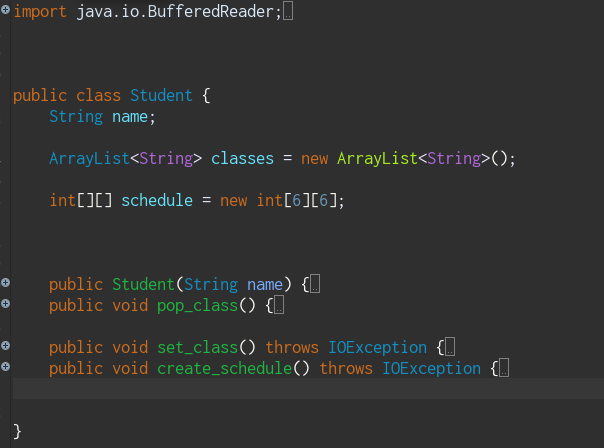 import java.io.BufferedReader;
public class Student {
String name;
ArrayList<String> classes = new ArrayList<String>();
int[][] schedule = new int[6][6];
public Student(String name) {
public void pop_class() {
public void set_class() throws IOException {
public void create_schedule() throws IOException {
}